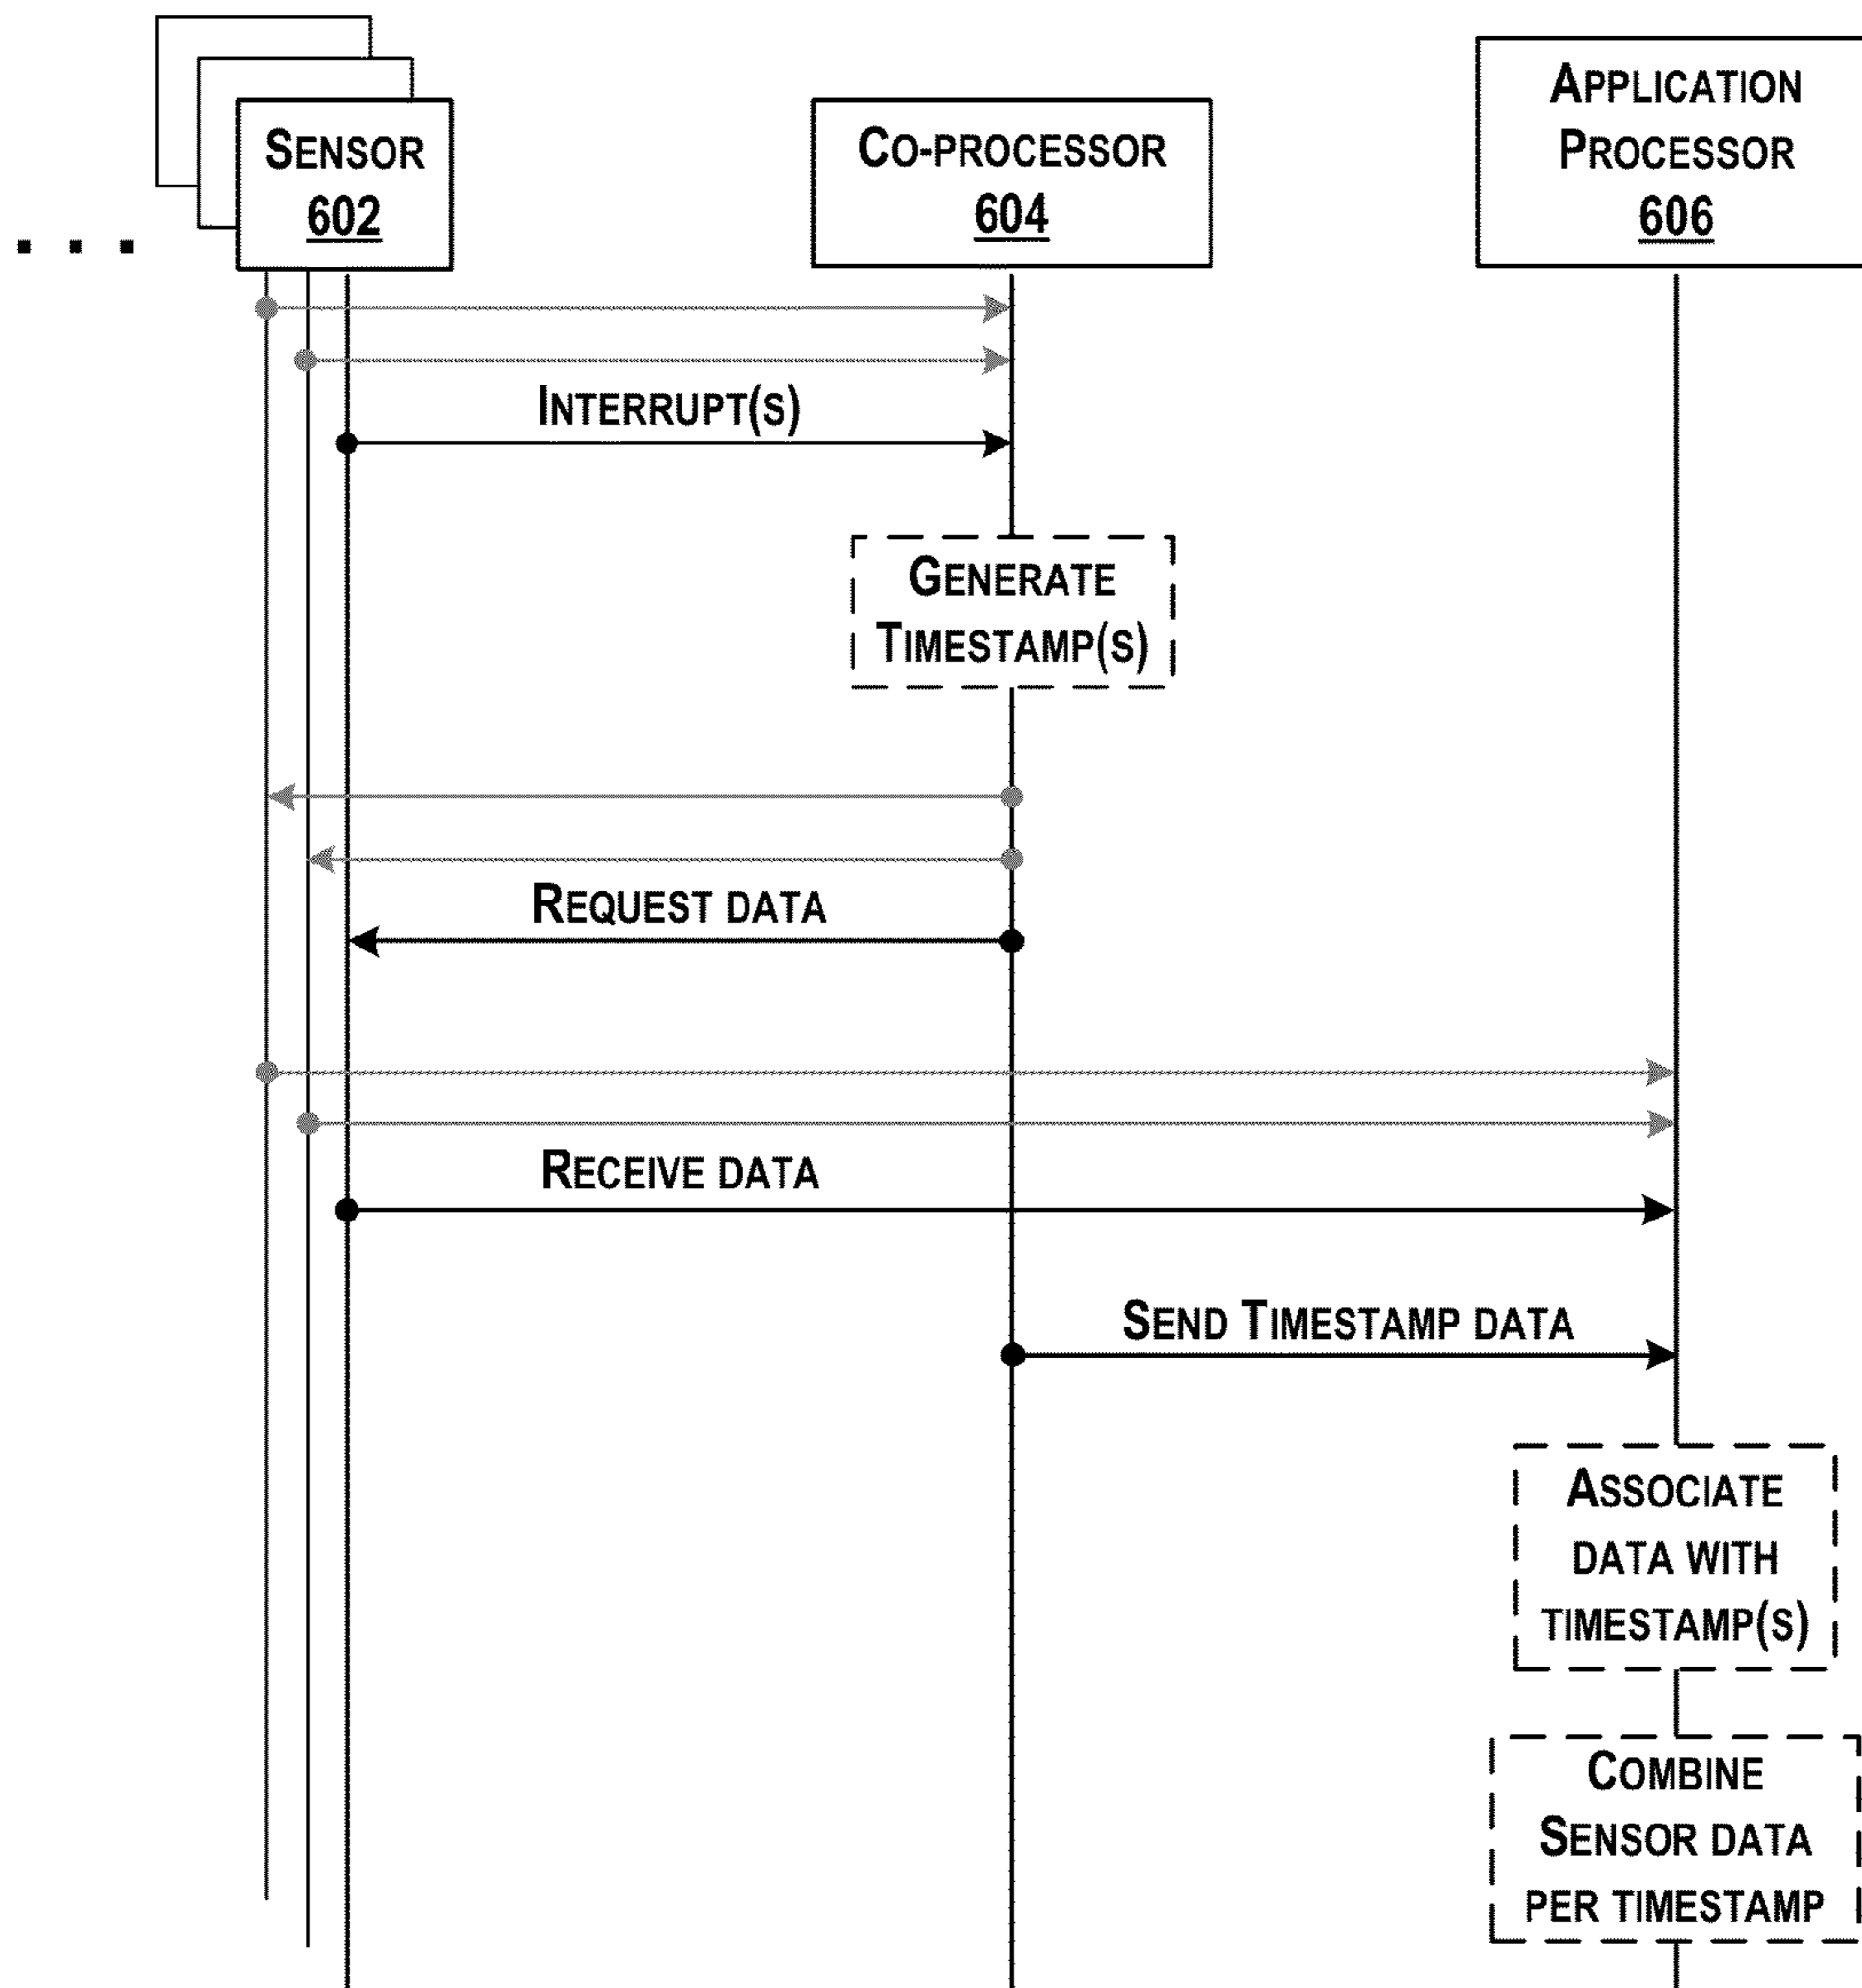 . . .
SENSOR
602
CO-PROCESSOR
604
APPLICATION
PROCESSOR
606
INTERRUPT(S)
GENERATE
TIMESTAMP(S)
REQUEST DATA
RECEIVE DATA
SEND TIMESTAMP DATA
ASSOCIATE
DATA WITH
TIMESTAMP(S)
COMBINE
SENSOR DATA
PER TIMESTAMP